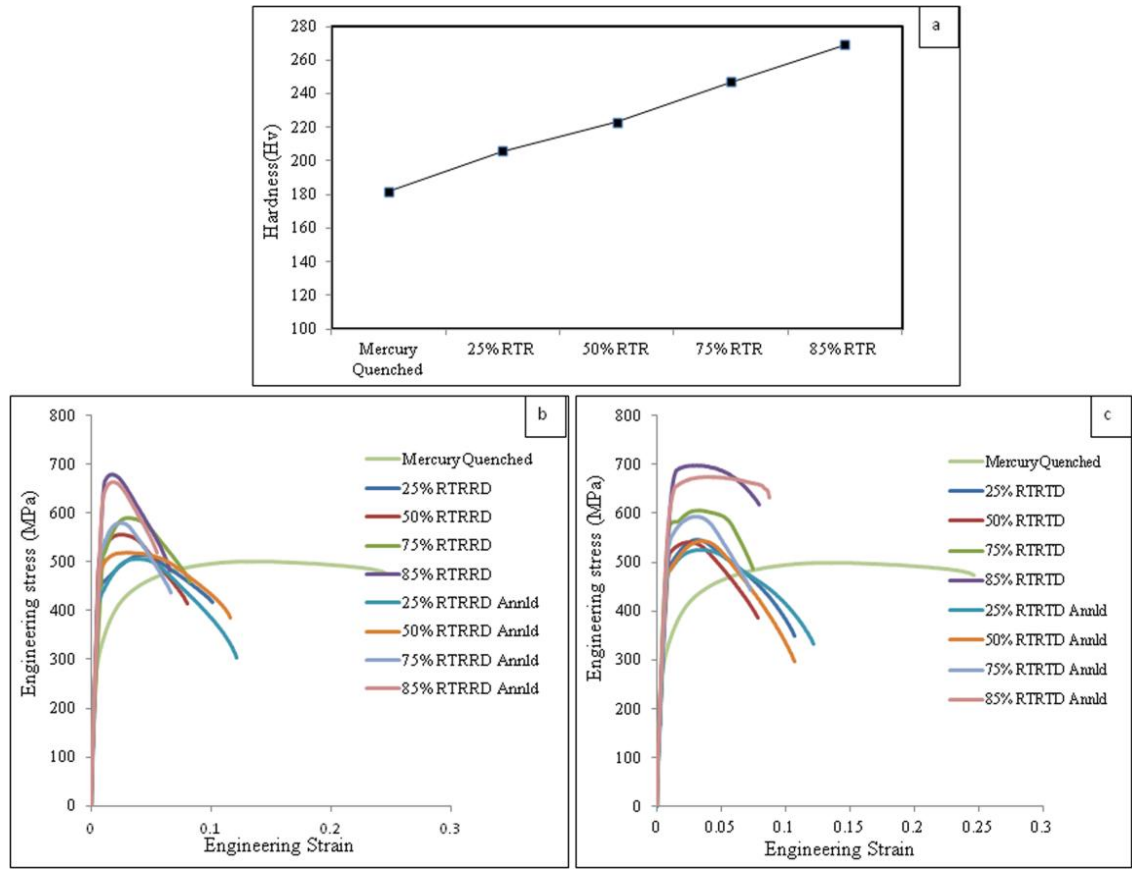 a
280
260
240
220
200
180
160
140
120
100
Hardness(Hv)
Mercury
Quenched
25% RTR
50% RTR
75% RTR
85% RTR
b
800
700
600
500
400
300
200
100
0
Engineering stress (MPa)
0
0.1
0.2
0.3
Engineering Strain
Mercury Quenched
25% RTRRD
50% RTRRD
75% RTRRD
85% RTRRD
25% RTRRD Annld
50% RTRRD Annld
75% RTRRD Annld
85% RTRRD Annld
c
800
700
600
500
400
300
200
100
0
Engineering stress (MPa)
0
0.05
0.1
0.15
0.2
0.25
0.3
Engineering Strain
Mercury Quenched
25% RTRTD
50% RTRTD
75% RTRTD
85% RTRTD
25% RTRTD Annld
50% RTRTD Annld
75% RTRTD Annld
85% RTRTD Annld